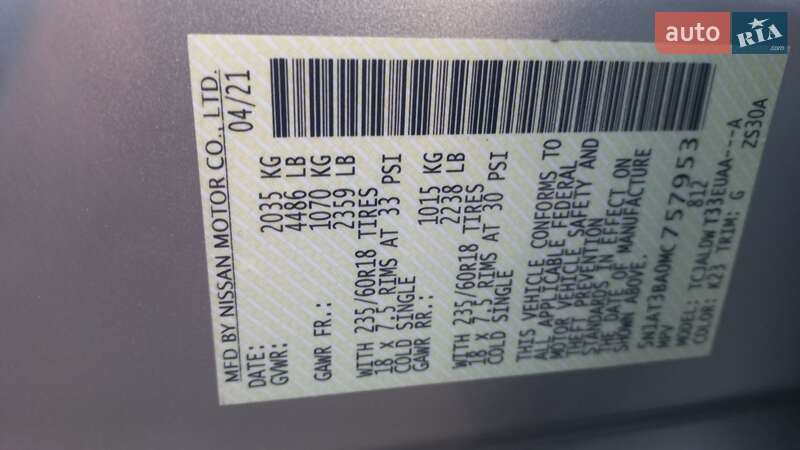 auto RIA
MFD BY NISSAN MOTOR CO., LTD.
DATE: 04/21
GVWR: 2035 KG
4486 LB
GAWR FR.: 1070 KG
2359 LB
WITH 235/60R18 TIRES
18 X 7.5 RIMS AT 33 PSI
COLD SINGLE
GAWR RR.: 1015 KG
2238 LB
WITH 235/60R18 TIRES
18 X 7.5 RIMS AT 30 PSI
COLD SINGLE
THIS VEHICLE CONFORMS TO
ALL APPLICABLE FEDERAL
MOTOR VEHICLE SAFETY AND
THEFT PREVENTION
STANDARDS IN EFFECT ON
THE DATE OF MANUFACTURE
SHOWN ABOVE.
5N1AT3BA0MC757953
MPV 812
MODEL: TCJALDWT33EUAA---A
COLOR: K23 TRIM: G ZS30A